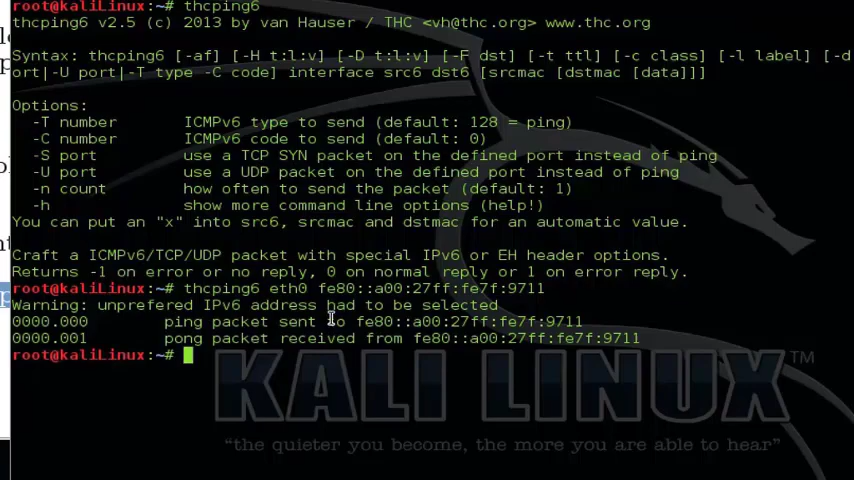 root@kaliLinux:~# thcping6
thcping6 v2.5 (c) 2013 by van Hauser / THC <vh@thc.org> www.thc.org
Syntax: thcping6 [-af] [-H t:l:v] [-D t:l:v] [-F dst] [-t ttl] [-c class] [-l label] [-d
ort|-U port|-T type -C code] interface src6 dst6 [srcmac [dstmac [data]]]
Options:
-T number ICMPv6 type to send (default: 128 = ping)
-C number ICMPv6 code to send (default: 0)
-S port use a TCP SYN packet on the defined port instead of ping
-U port use a UDP packet on the defined port instead of ping
-n count how often to send the packet (default: 1)
-h show more command line options (help!)
You can put an "x" into src6, srcmac and dstmac for an automatic value.
Craft a ICMPv6/TCP/UDP packet with special IPv6 or EH header options.
Returns -1 on error or no reply, 0 on normal reply or 1 on error reply.
root@kaliLinux:~# thcping6 eth0 fe80::a00:27ff:fe7f:9711
Warning: unprefered IPv6 address had to be selected
0000.000 ping packet sent to fe80::a00:27ff:fe7f:9711
0000.001 pong packet received from fe80::a00:27ff:fe7f:9711
root@kaliLinux:~#
KALI LINUX™
"the quieter you become, the more you are able to hear"